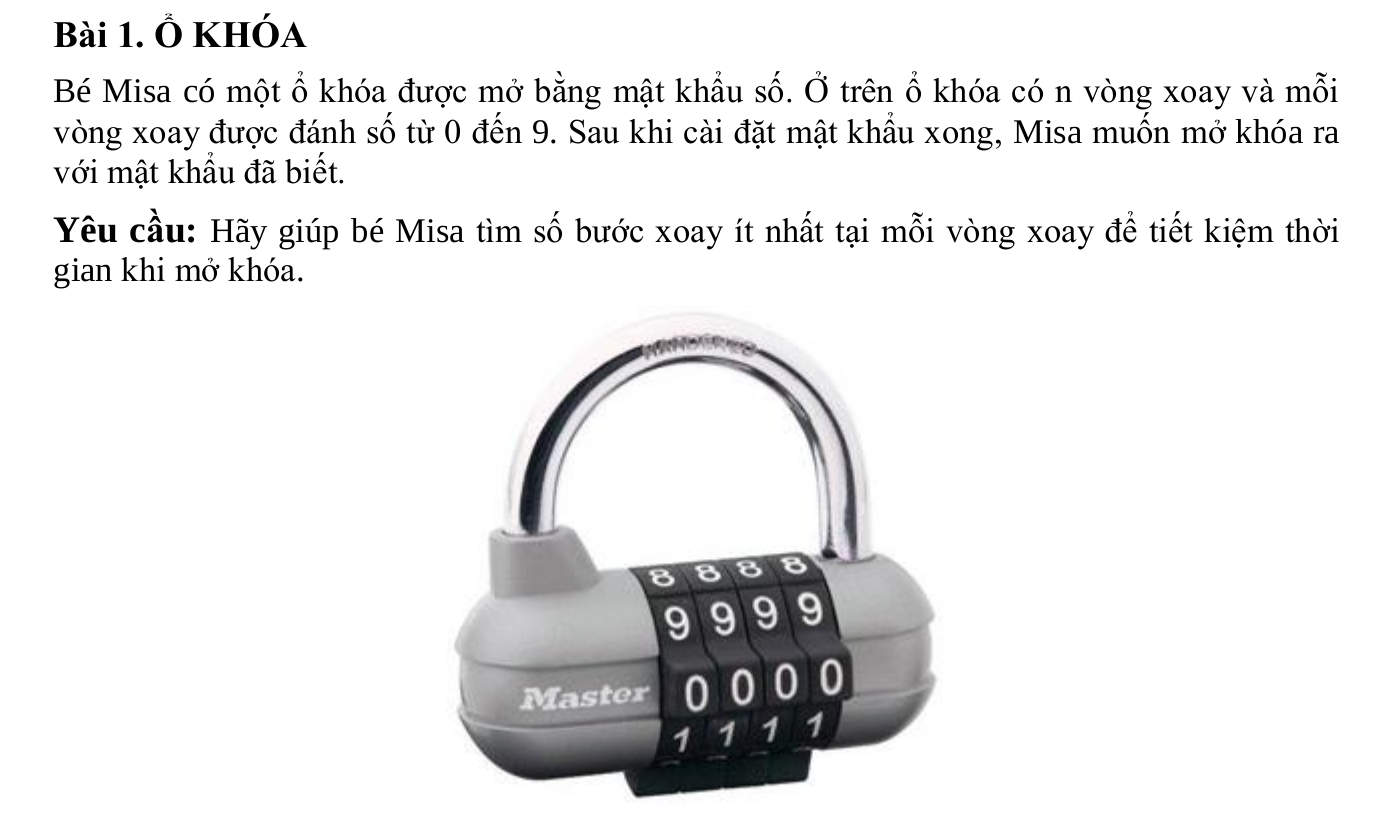 Bài 1. Ổ KHÓA
Bé Misa có một ổ khóa được mở bằng mật khẩu số. Ở trên ổ khóa có n vòng xoay và mỗi
vòng xoay được đánh số từ 0 đến 9. Sau khi cài đặt mật khẩu xong, Misa muốn mở khóa ra
với mật khẩu đã biết.
Yêu cầu: Hãy giúp bé Misa tìm số bước xoay ít nhất tại mỗi vòng xoay để tiết kiệm thời
gian khi mở khóa.
8 8 8 8
9 9 9 9
Master 0 0 0 0
1 1 1 1